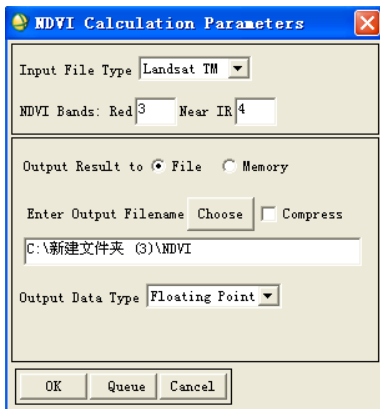 NDVI Calculation Parameters
Input File Type Landsat TM
NDVI Bands: Red 3 Near IR 4
Output Result to File Memory
Enter Output Filename Choose Compress
C:\新建文件夹 (3)\NDVI
Output Data Type Floating Point
OK Queue Cancel